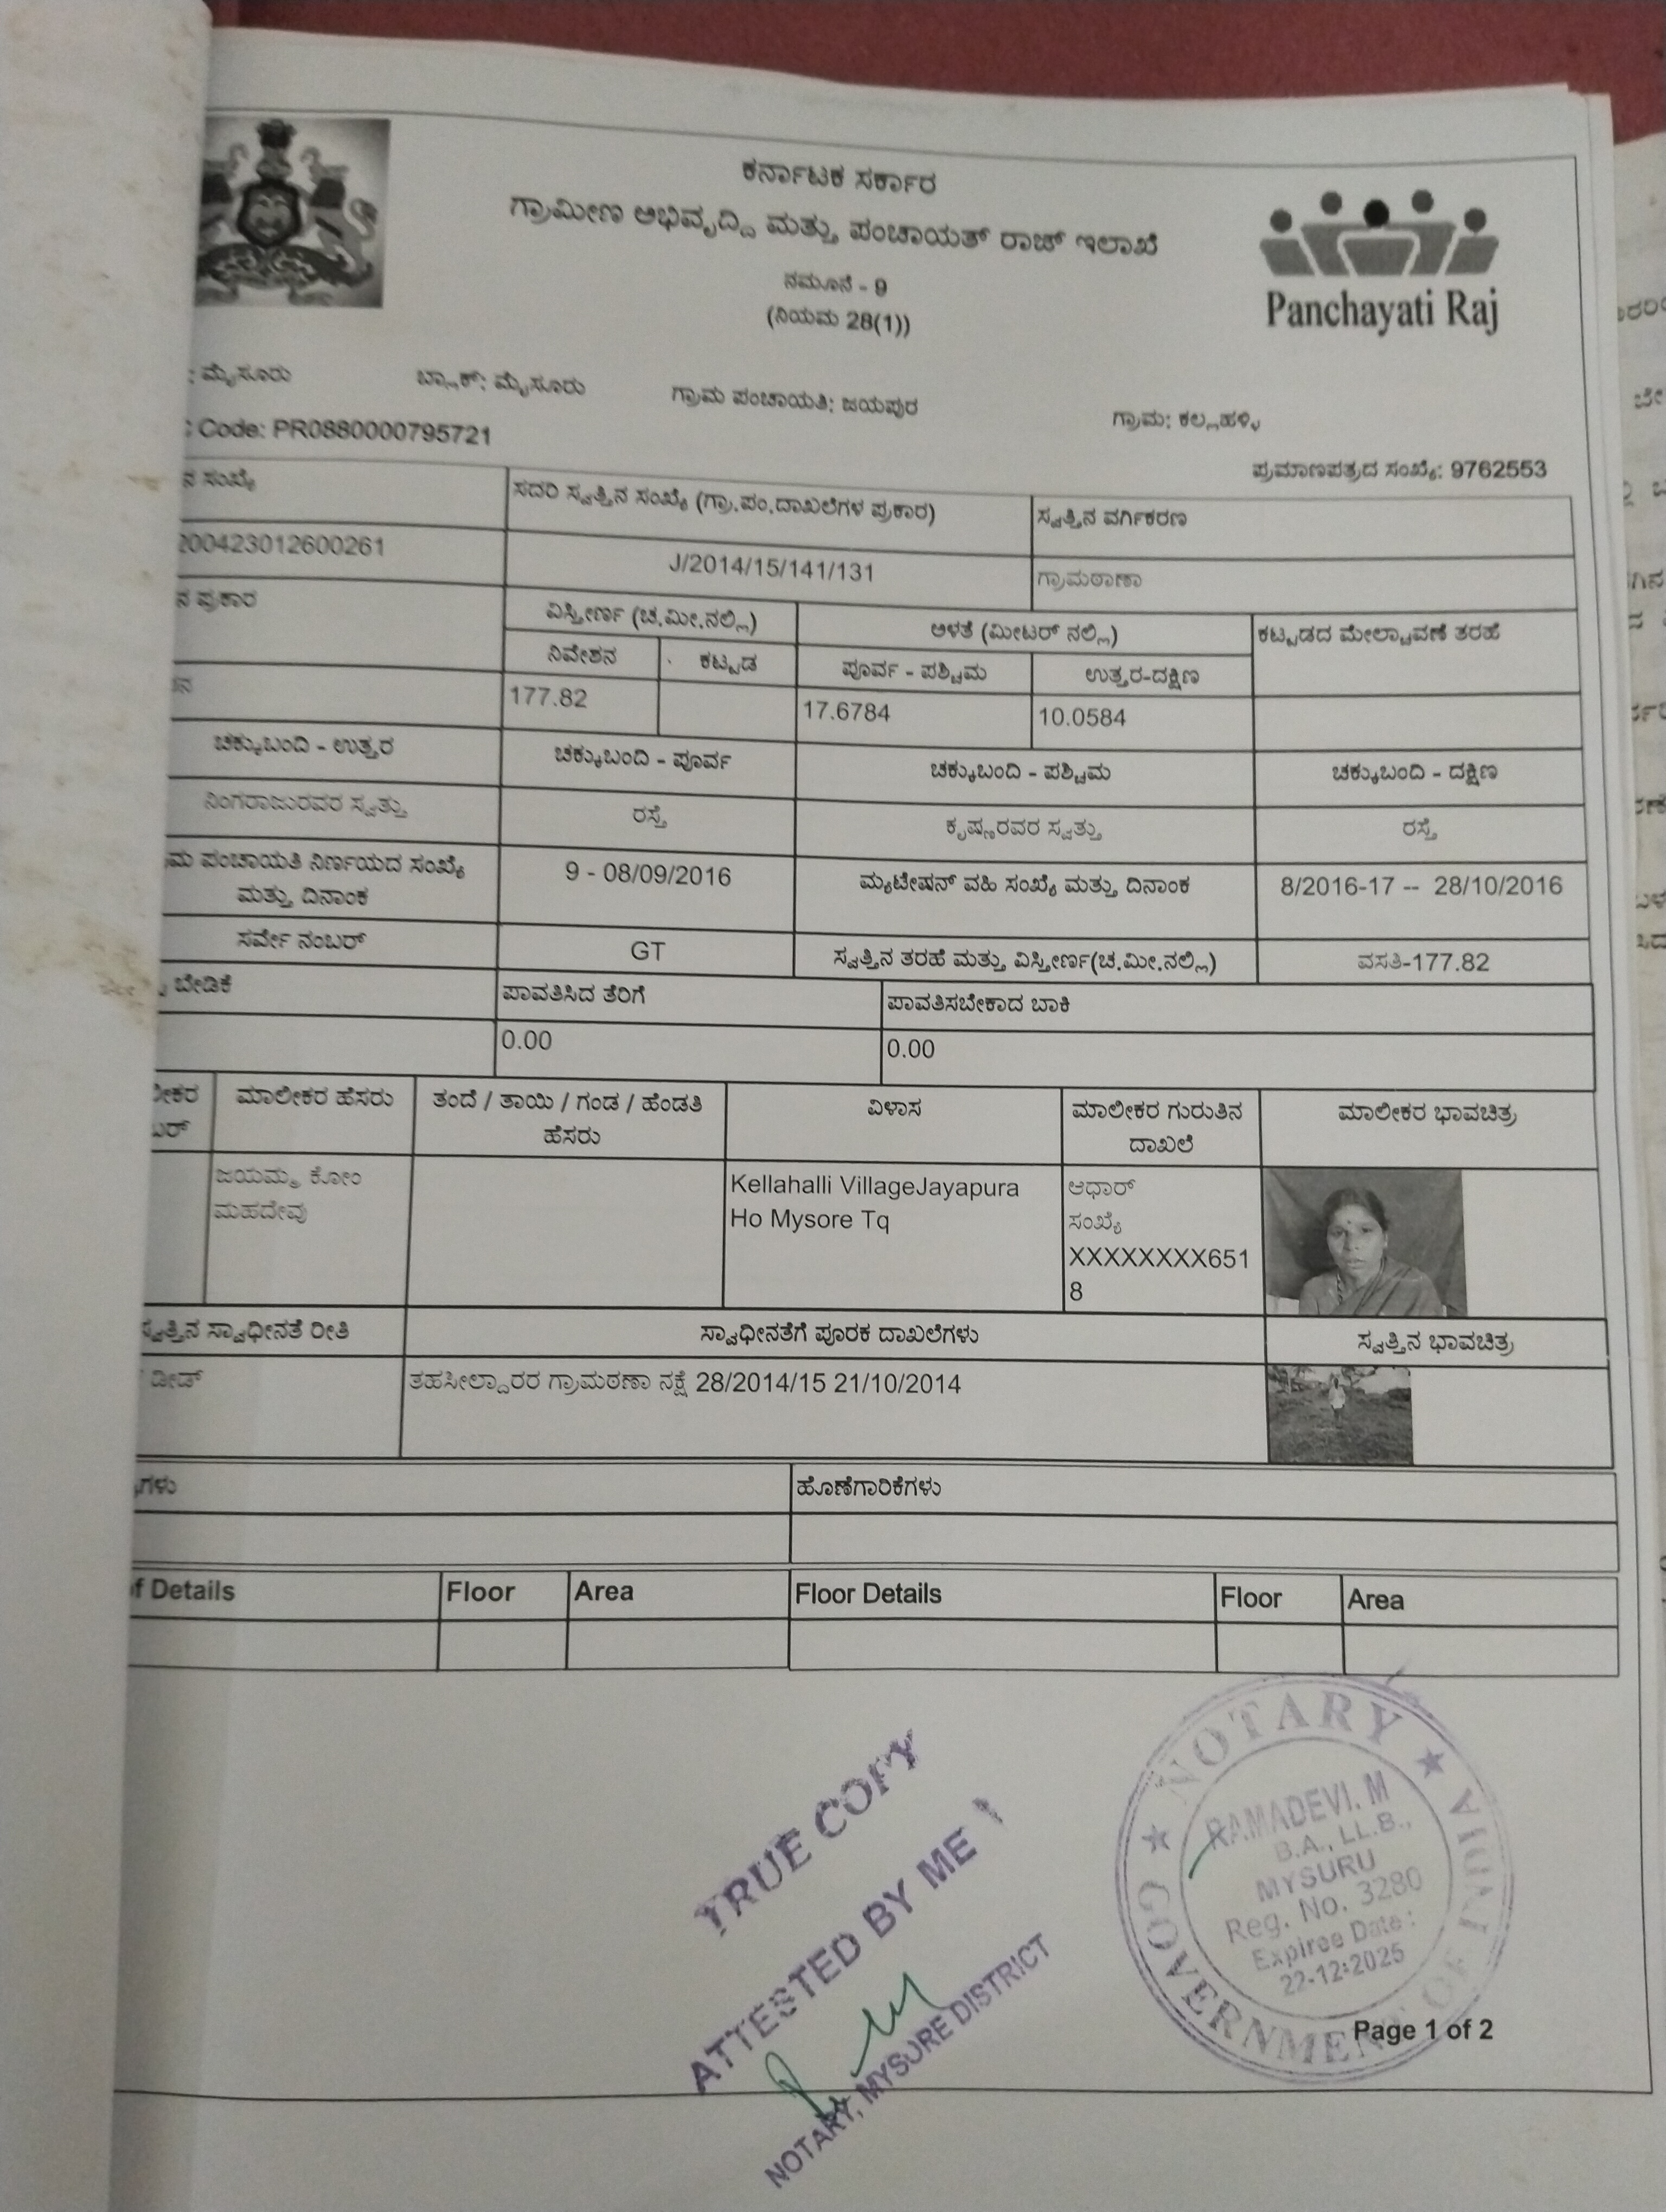 ಕರ್ನಾಟಕ ಸರ್ಕಾರ
ಗ್ರಾಮೀಣ ಅಭಿವೃದ್ದಿ ಮತ್ತು ಪಂಚಾಯತ್ ರಾಜ್ ಇಲಾಖೆ
ನಮೂನೆ - 9
(ನಿಯಮ 28(1))
Panchayati Raj
: ಮೈಸೂರು ಬ್ಲಾಕ್: ಮೈಸೂರು ಗ್ರಾಮ ಪಂಚಾಯತಿ: ಜಯಪುರ ಗ್ರಾಮ: ಕಲ್ಲಹಳ್ಳಿ
Code: PR0880000795721
ಪ್ರಮಾಣಪತ್ರದ ಸಂಖ್ಯೆ: 9762553
ನ ಸಂಖ್ಯೆ ಸದರಿ ಸ್ವತ್ತಿನ ಸಂಖ್ಯೆ (ಗ್ರಾ.ಪಂ.ದಾಖಲೆಗಳ ಪ್ರಕಾರ) ಸ್ವತ್ತಿನ ವರ್ಗಿಕರಣ
200423012600261 J/2014/15/141/131 ಗ್ರಾಮಠಾಣಾ
ನ ಪ್ರಕಾರ ವಿಸ್ತೀರ್ಣ (ಚ.ಮೀ.ನಲ್ಲಿ) ಅಳತೆ (ಮೀಟರ್ ನಲ್ಲಿ) ಕಟ್ಟಡದ ಮೇಲ್ಚಾವಣೆ ತರಹೆ
ನಿವೇಶನ ಕಟ್ಟಡ ಪೂರ್ವ - ಪಶ್ಚಿಮ ಉತ್ತರ-ದಕ್ಷಿಣ
177.82 17.6784 10.0584
ಚಕ್ಕುಬಂದಿ - ಉತ್ತರ ಚಕ್ಕುಬಂದಿ - ಪೂರ್ವ ಚಕ್ಕುಬಂದಿ - ಪಶ್ಚಿಮ ಚಕ್ಕುಬಂದಿ - ದಕ್ಷಿಣ
ನಿಂಗರಾಜುರವರ ಸ್ವತ್ತು ರಸ್ತೆ ಕೃಷ್ಣರವರ ಸ್ವತ್ತು ರಸ್ತೆ
ಮ ಪಂಚಾಯತಿ ನಿರ್ಣಯದ ಸಂಖ್ಯೆ
ಮತ್ತು ದಿನಾಂಕ
9 - 08/09/2016 ಮ್ಯುಟೇಷನ್ ವಹಿ ಸಂಖ್ಯೆ ಮತ್ತು ದಿನಾಂಕ 8/2016-17 -- 28/10/2016
ಸರ್ವೇ ನಂಬರ್ GT ಸ್ವತ್ತಿನ ತರಹೆ ಮತ್ತು ವಿಸ್ತೀರ್ಣ(ಚ.ಮೀ.ನಲ್ಲಿ) ವಸತಿ-177.82
ಬೇಡಿಕೆ ಪಾವತಿಸಿದ ತೆರಿಗೆ ಪಾವತಿಸಬೇಕಾದ ಬಾಕಿ
0.00 0.00
ಮಾಲೀಕರ ಹೆಸರು ತಂದೆ / ತಾಯಿ / ಗಂಡ / ಹೆಂಡತಿ
ಹೆಸರು
ವಿಳಾಸ ಮಾಲೀಕರ ಗುರುತಿನ
ದಾಖಲೆ
ಮಾಲೀಕರ ಭಾವಚಿತ್ರ
ಜಯಮ್ಮ ಕೋಂ
ಮಹದೇವು
Kellahalli VillageJayapura
Ho Mysore Tq
ಆಧಾರ್
ಸಂಖ್ಯೆ
XXXXXXXX651
8
ಸ್ವತ್ತಿನ ಸ್ವಾಧೀನತೆ ರೀತಿ ಸ್ವಾಧೀನತೆಗೆ ಪೂರಕ ದಾಖಲೆಗಳು ಸ್ವತ್ತಿನ ಭಾವಚಿತ್ರ
ಡೀಡ್ ತಹಸೀಲ್ದಾರರ ಗ್ರಾಮಠಣಾ ನಕ್ಷೆ 28/2014/15 21/10/2014
ಗಳು ಹೊಣೆಗಾರಿಕೆಗಳು
f Details Floor Area Floor Details Floor Area
TRUE COPY
ATTESTED BY ME
NOTARY, MYSORE DISTRICT
NOTARY
GOVERNMENT OF INDIA
RAMADEVI. M
B.A., LL.B.,
MYSURU
Reg. No. 3280
Expiree Date :
22-12-2025
Page 1 of 2